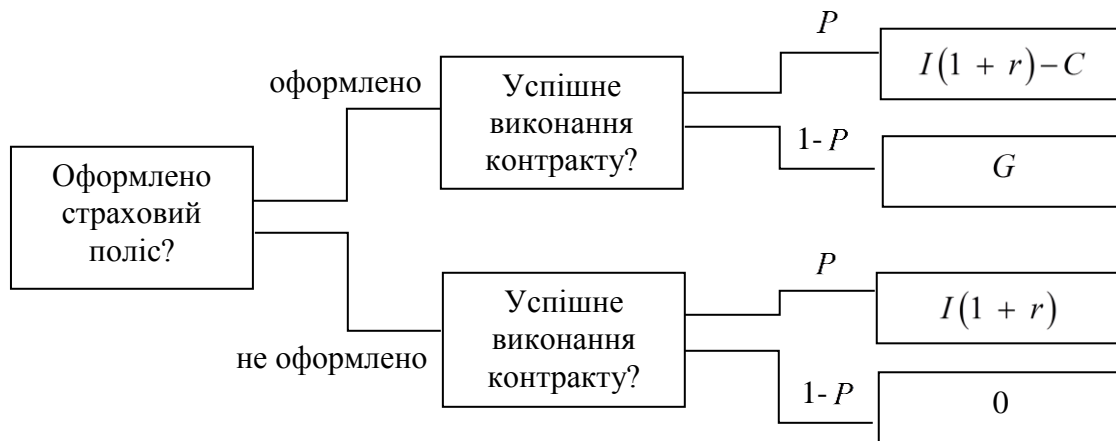 P
I(1 + r) – C
оформлено
Успішне
виконання
контракту?
1- P
G
Оформлено
страховий
поліс?
P
I(1 + r)
не оформлено
Успішне
виконання
контракту?
1- P
0